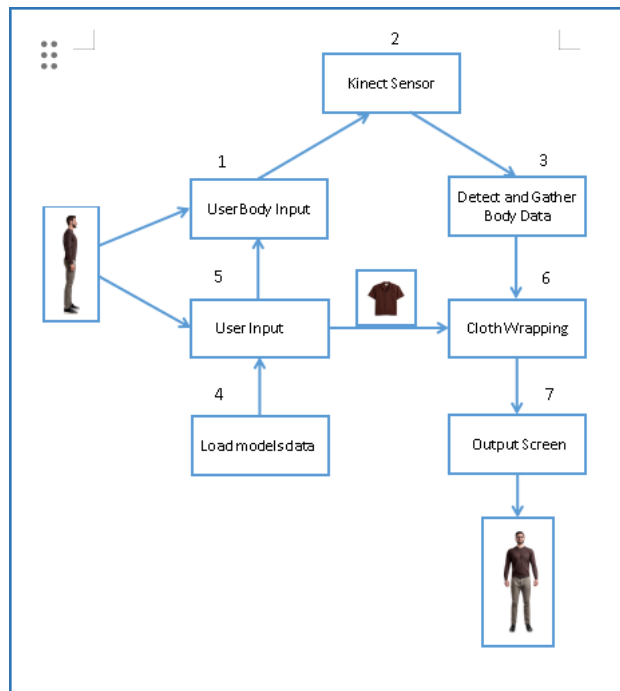 2
Kinect Sensor
1
User Body Input
3
Detect and Gather
Body Data
5
User Input
6
Cloth Wrapping
4
Load models data
7
Output Screen